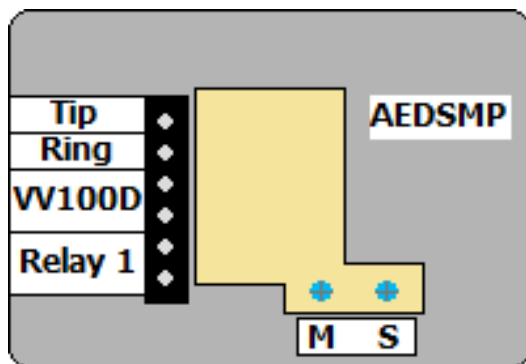 Tip
Ring
VV100D
Relay 1
AEDSMP
M S